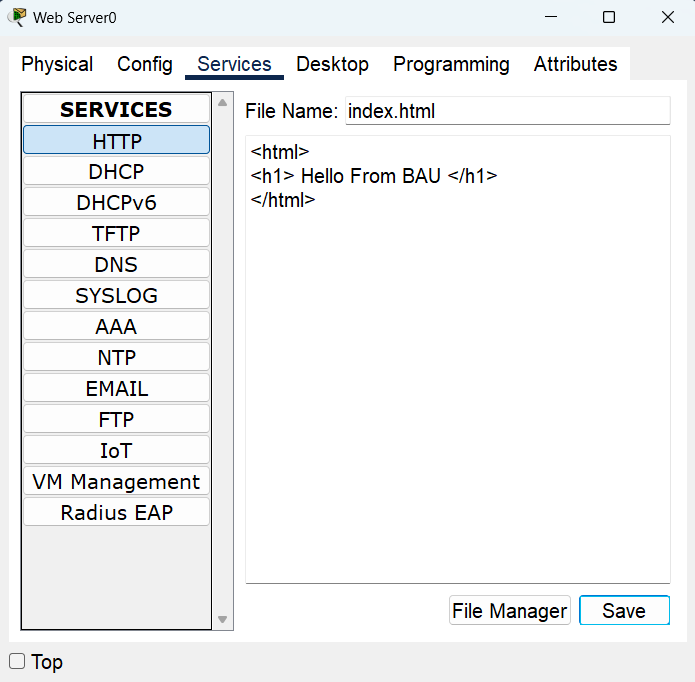 Web Server0
Physical Config Services Desktop Programming Attributes
SERVICES
HTTP
DHCP
DHCPv6
TFTP
DNS
SYSLOG
AAA
NTP
EMAIL
FTP
IoT
VM Management
Radius EAP
File Name: index.html
<html>
<h1> Hello From BAU </h1>
</html>
File Manager Save
Top